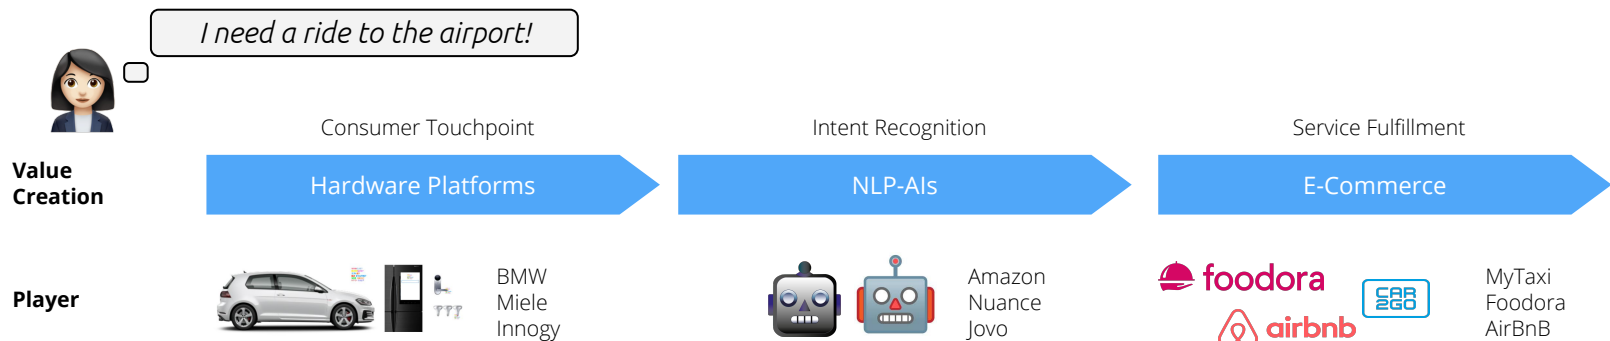 I need a ride to the airport!
Consumer Touchpoint
Intent Recognition
Service Fulfillment
Value
Creation
Hardware Platforms
NLP-AIs
E-Commerce
Player
BMW
Miele
Innogy
Amazon
Nuance
Jovo
foodora
CAR
2GO
airbnb
MyTaxi
Foodora
AirBnB